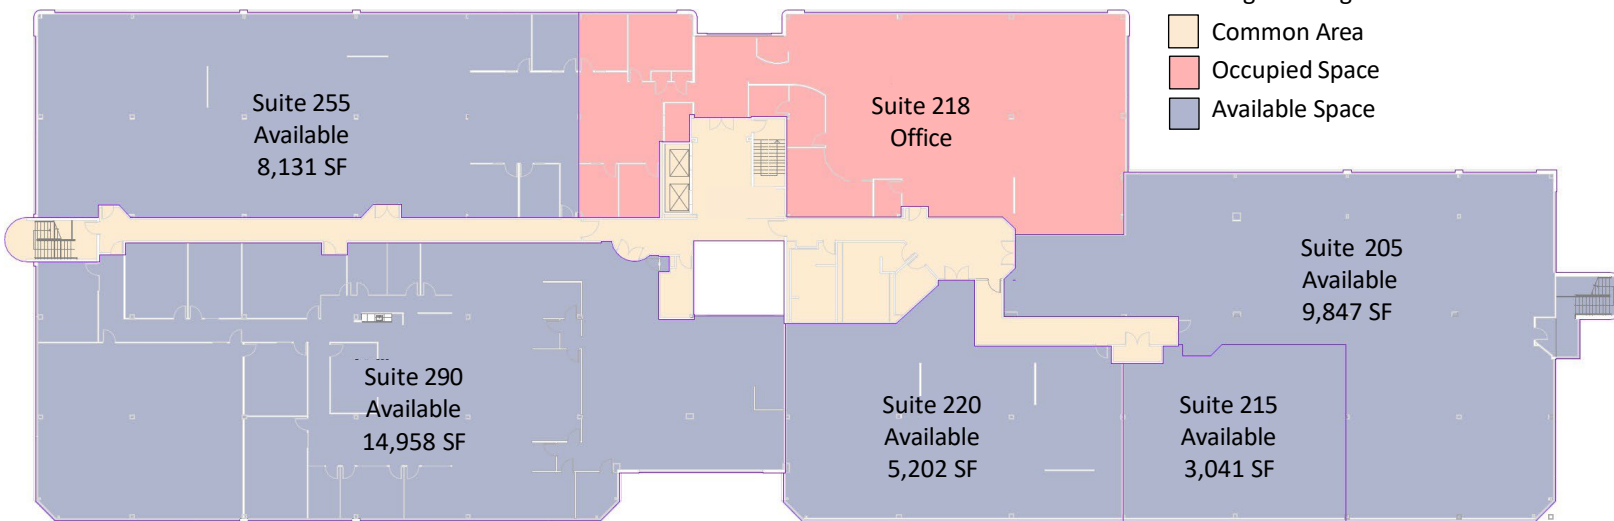 Common Area
Occupied Space
Available Space
Suite 255
Available
8,131 SF
Suite 218
Office
Suite 205
Available
9,847 SF
Suite 290
Available
14,958 SF
Suite 220
Available
5,202 SF
Suite 215
Available
3,041 SF